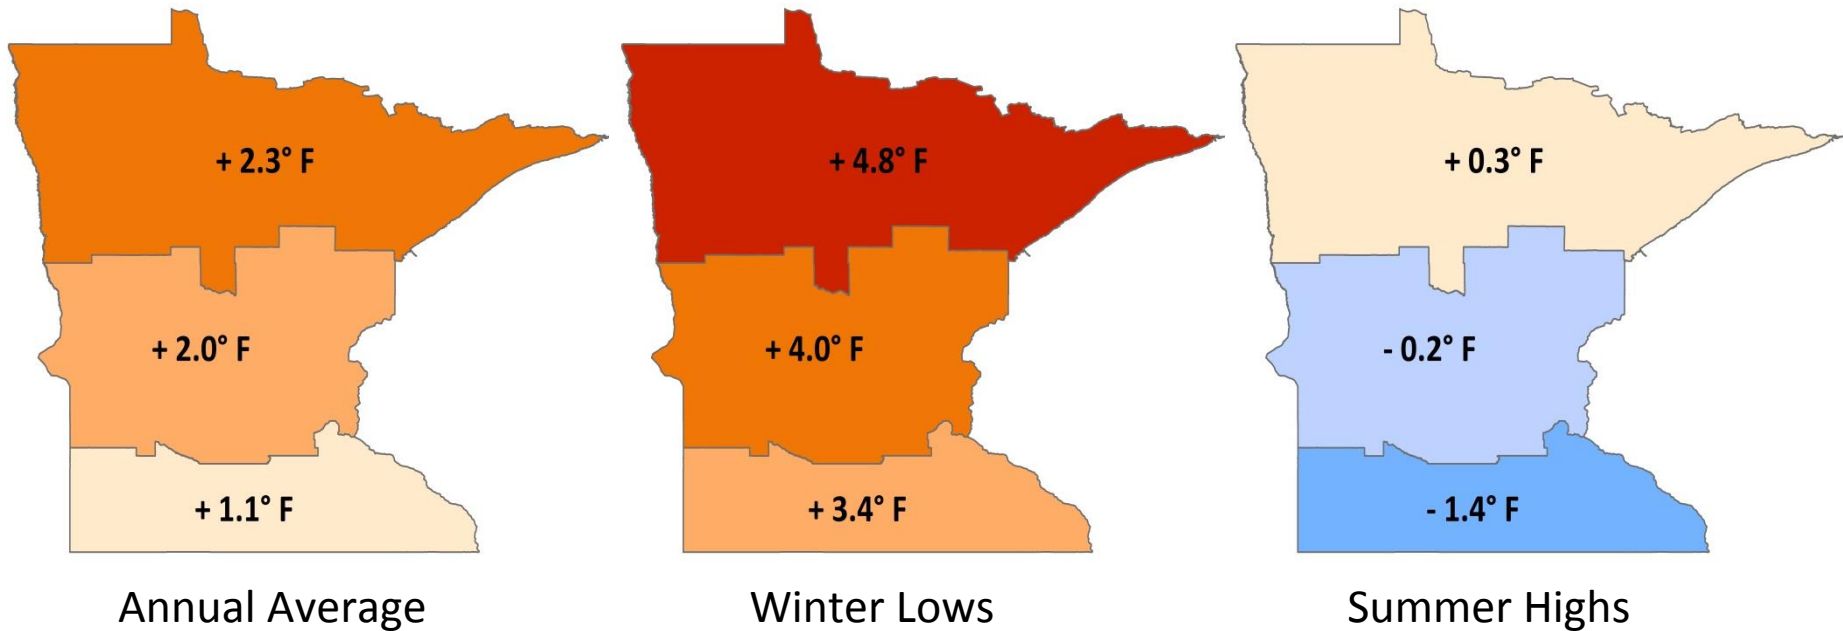 + 2.3° F
+ 2.0° F
+ 1.1° F
Annual Average
+ 4.8° F
+ 4.0° F
+ 3.4° F
Winter Lows
+ 0.3° F
- 0.2° F
- 1.4° F
Summer Highs